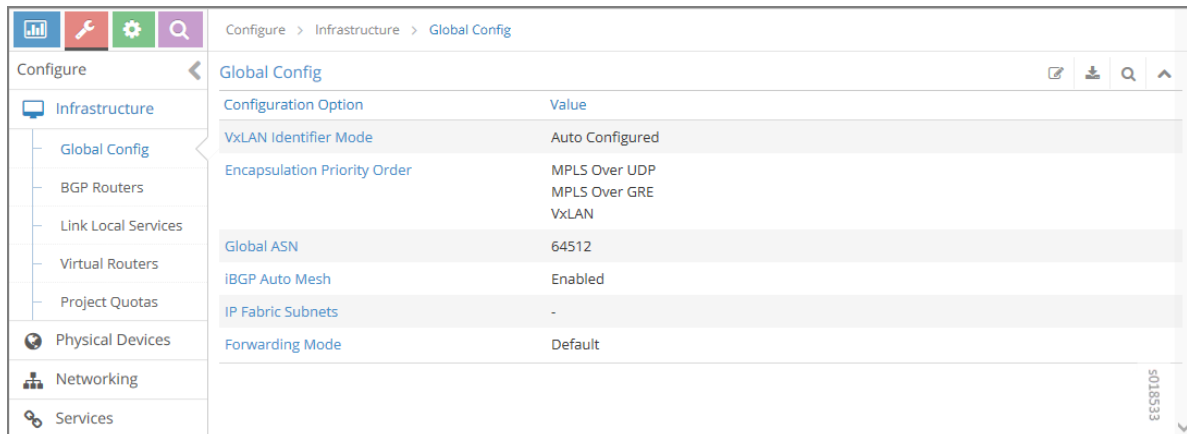 Configure > Infrastructure > Global Config
Configure
Infrastructure
Global Config
BGP Routers
Link Local Services
Virtual Routers
Project Quotas
Physical Devices
Networking
Services
Global Config
Configuration Option Value
VxLAN Identifier Mode Auto Configured
Encapsulation Priority Order MPLS Over UDP
MPLS Over GRE
VxLAN
Global ASN 64512
iBGP Auto Mesh Enabled
IP Fabric Subnets -
Forwarding Mode Default
s018533